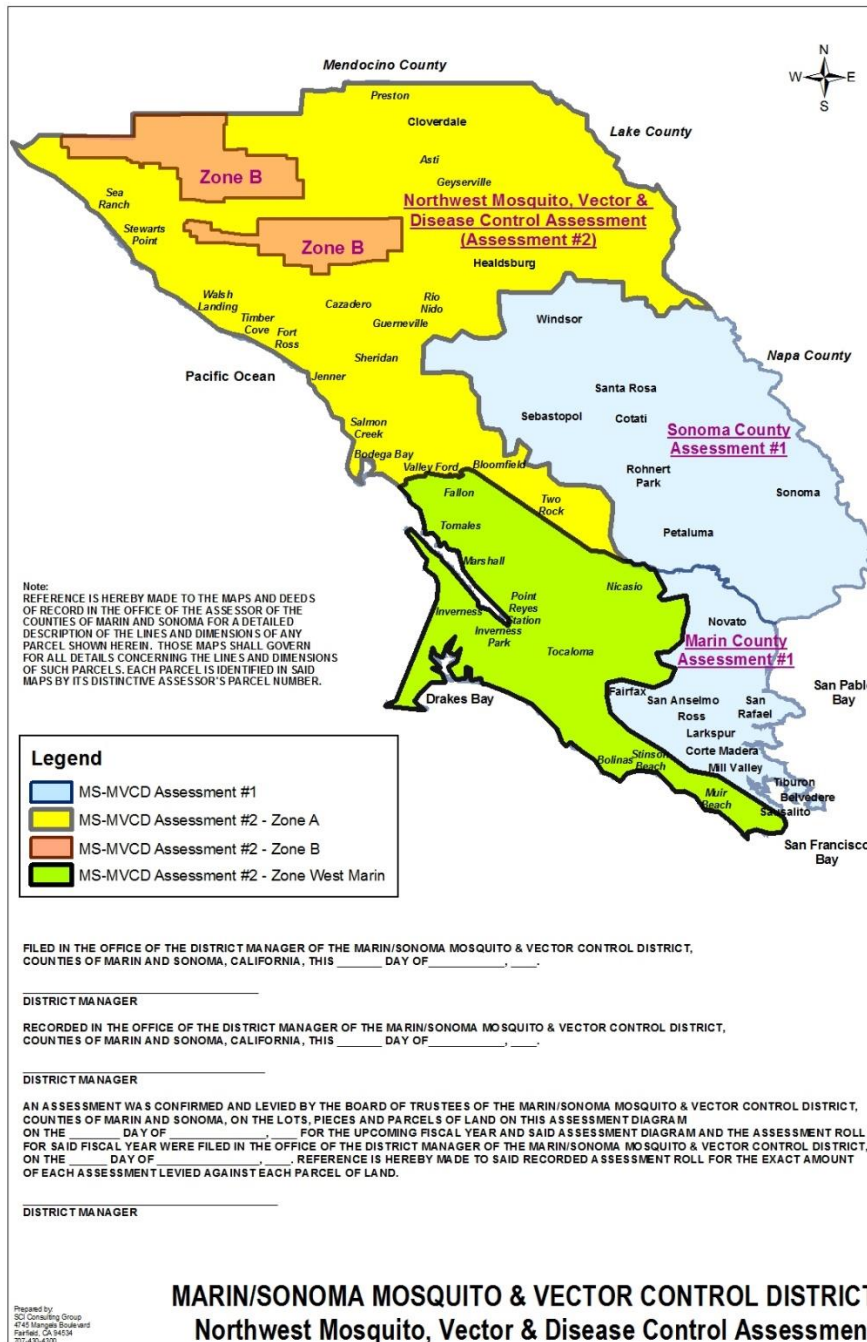 Mendocino County
N
W E
S
Preston
Cloverdale
Lake County
Asti
Zone B
Geyserville
Sea
Ranch
Northwest Mosquito, Vector &
Disease Control Assessment
(Assessment #2)
Stewarts
Point
Zone B
Healdsburg
Walsh
Landing
Cazadero
Rio
Nido
Timber
Cove
Fort
Ross
Guerneville
Windsor
Sheridan
Napa County
Pacific Ocean
Jenner
Santa Rosa
Sebastopol
Cotati
Sonoma County
Assessment #1
Salmon
Creek
Bodega Bay
Valley Ford
Bloomfield
Rohnert
Park
Sonoma
Fallon
Two
Rock
Tomales
Petaluma
Marshall
Nicasio
Note:
REFERENCE IS HEREBY MADE TO THE MAPS AND DEEDS
OF RECORD IN THE OFFICE OF THE ASSESSOR OF THE
COUNTIES OF MARIN AND SONOMA FOR A DETAILED
DESCRIPTION OF THE LINES AND DIMENSIONS OF ANY
PARCEL SHOWN HEREIN. THOSE MAPS SHALL GOVERN
FOR ALL DETAILS CONCERNING THE LINES AND DIMENSIONS
OF SUCH PARCELS. EACH PARCEL IS IDENTIFIED IN SAID
MAPS BY ITS DISTINCTIVE ASSESSOR'S PARCEL NUMBER.
Inverness
Point
Reyes
Station
Inverness
Park
Novato
Marin County
Assessment #1
Tocaloma
Drakes Bay
Fairfax
San Anselmo
Ross
San
Rafael
San Pablo
Bay
Larkspur
Corte Madera
Mill Valley
Bolinas
Stinson
Beach
Tiburon
Belvedere
Muir
Beach
Sausalito
San Francisco
Bay
Legend
MS-MVCD Assessment #1
MS-MVCD Assessment #2 - Zone A
MS-MVCD Assessment #2 - Zone B
MS-MVCD Assessment #2 - Zone West Marin
FILED IN THE OFFICE OF THE DISTRICT MANAGER OF THE MARIN/SONOMA MOSQUITO & VECTOR CONTROL DISTRICT,
COUNTIES OF MARIN AND SONOMA, CALIFORNIA, THIS _______ DAY OF____________, ____.
DISTRICT MANAGER
RECORDED IN THE OFFICE OF THE DISTRICT MANAGER OF THE MARIN/SONOMA MOSQUITO & VECTOR CONTROL DISTRICT,
COUNTIES OF MARIN AND SONOMA, CALIFORNIA, THIS _______ DAY OF____________, ____.
DISTRICT MANAGER
AN ASSESSMENT WAS CONFIRMED AND LEVIED BY THE BOARD OF TRUSTEES OF THE MARIN/SONOMA MOSQUITO & VECTOR CONTROL DISTRICT,
COUNTIES OF MARIN AND SONOMA, ON THE LOTS, PIECES AND PARCELS OF LAND ON THIS ASSESSMENT DIAGRAM
ON THE ________ DAY OF _______________, ____ FOR THE UPCOMING FISCAL YEAR AND SAID ASSESSMENT DIAGRAM AND THE ASSESSMENT ROLL
FOR SAID FISCAL YEAR WERE FILED IN THE OFFICE OF THE DISTRICT MANAGER OF THE MARIN/SONOMA MOSQUITO & VECTOR CONTROL DISTRICT,
ON THE ______ DAY OF ________________, ____. REFERENCE IS HEREBY MADE TO SAID RECORDED ASSESSMENT ROLL FOR THE EXACT AMOUNT
OF EACH ASSESSMENT LEVIED AGAINST EACH PARCEL OF LAND.
DISTRICT MANAGER
MARIN/SONOMA MOSQUITO & VECTOR CONTROL DISTRICT
Northwest Mosquito, Vector & Disease Control Assessmen
Prepared by:
SCI Consulting Group
4745 Mangels Boulevard
Fairfield, CA 94534
707-430-4300